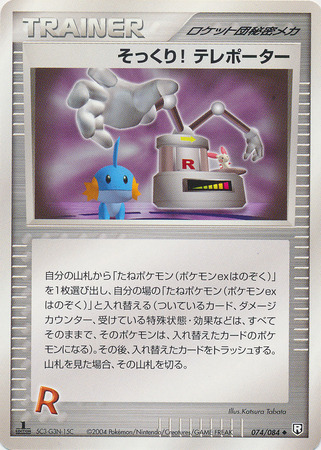 TRAINER
ロケット団秘密メカ
そっくり! テレポーター
R
自分の山札から「たねポケモン(ポケモンexはのぞく)」
を1枚選び出し、自分の場の「たねポケモン(ポケモン
exはのぞく)」と入れ替える(ついているカード、ダメージ
カウンター、受けている特殊状態・効果などは、すべて
そのままで、そのポケモンは、入れ替えたカードのポケ
モンになる)。その後、入れ替えたカードをトラッシュする。
山札を見た場合、その山札を切る。
R
Illus.Katsura Tabata
1 EDITION
SC3-G3N-15C
©2004 Pokémon/Nintendo/Creatures/GAME FREAK
074/084 ◆
R